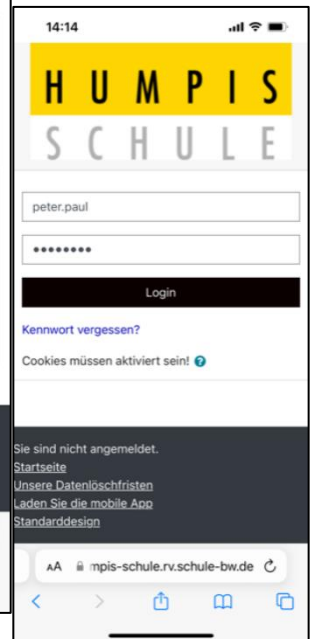 14:14
HUMPIS
SCHULE
peter.paul
••••••••
Login
Kennwort vergessen?
Cookies müssen aktiviert sein! ?
Sie sind nicht angemeldet.
Startseite
Unsere Datenlöschfristen
Laden Sie die mobile App
Standarddesign
AA mpis-schule.rv.schule-bw.de